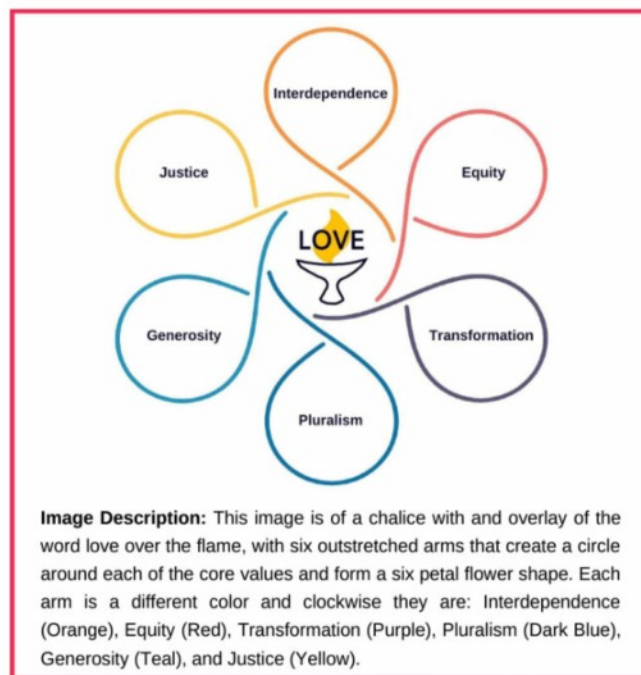 Interdependence
Justice
Equity
LOVE
Generosity
Transformation
Pluralism
Image Description: This image is of a chalice with and overlay of the
word love over the flame, with six outstretched arms that create a circle
around each of the core values and form a six petal flower shape. Each
arm is a different color and clockwise they are: Interdependence
(Orange), Equity (Red), Transformation (Purple), Pluralism (Dark Blue),
Generosity (Teal), and Justice (Yellow).